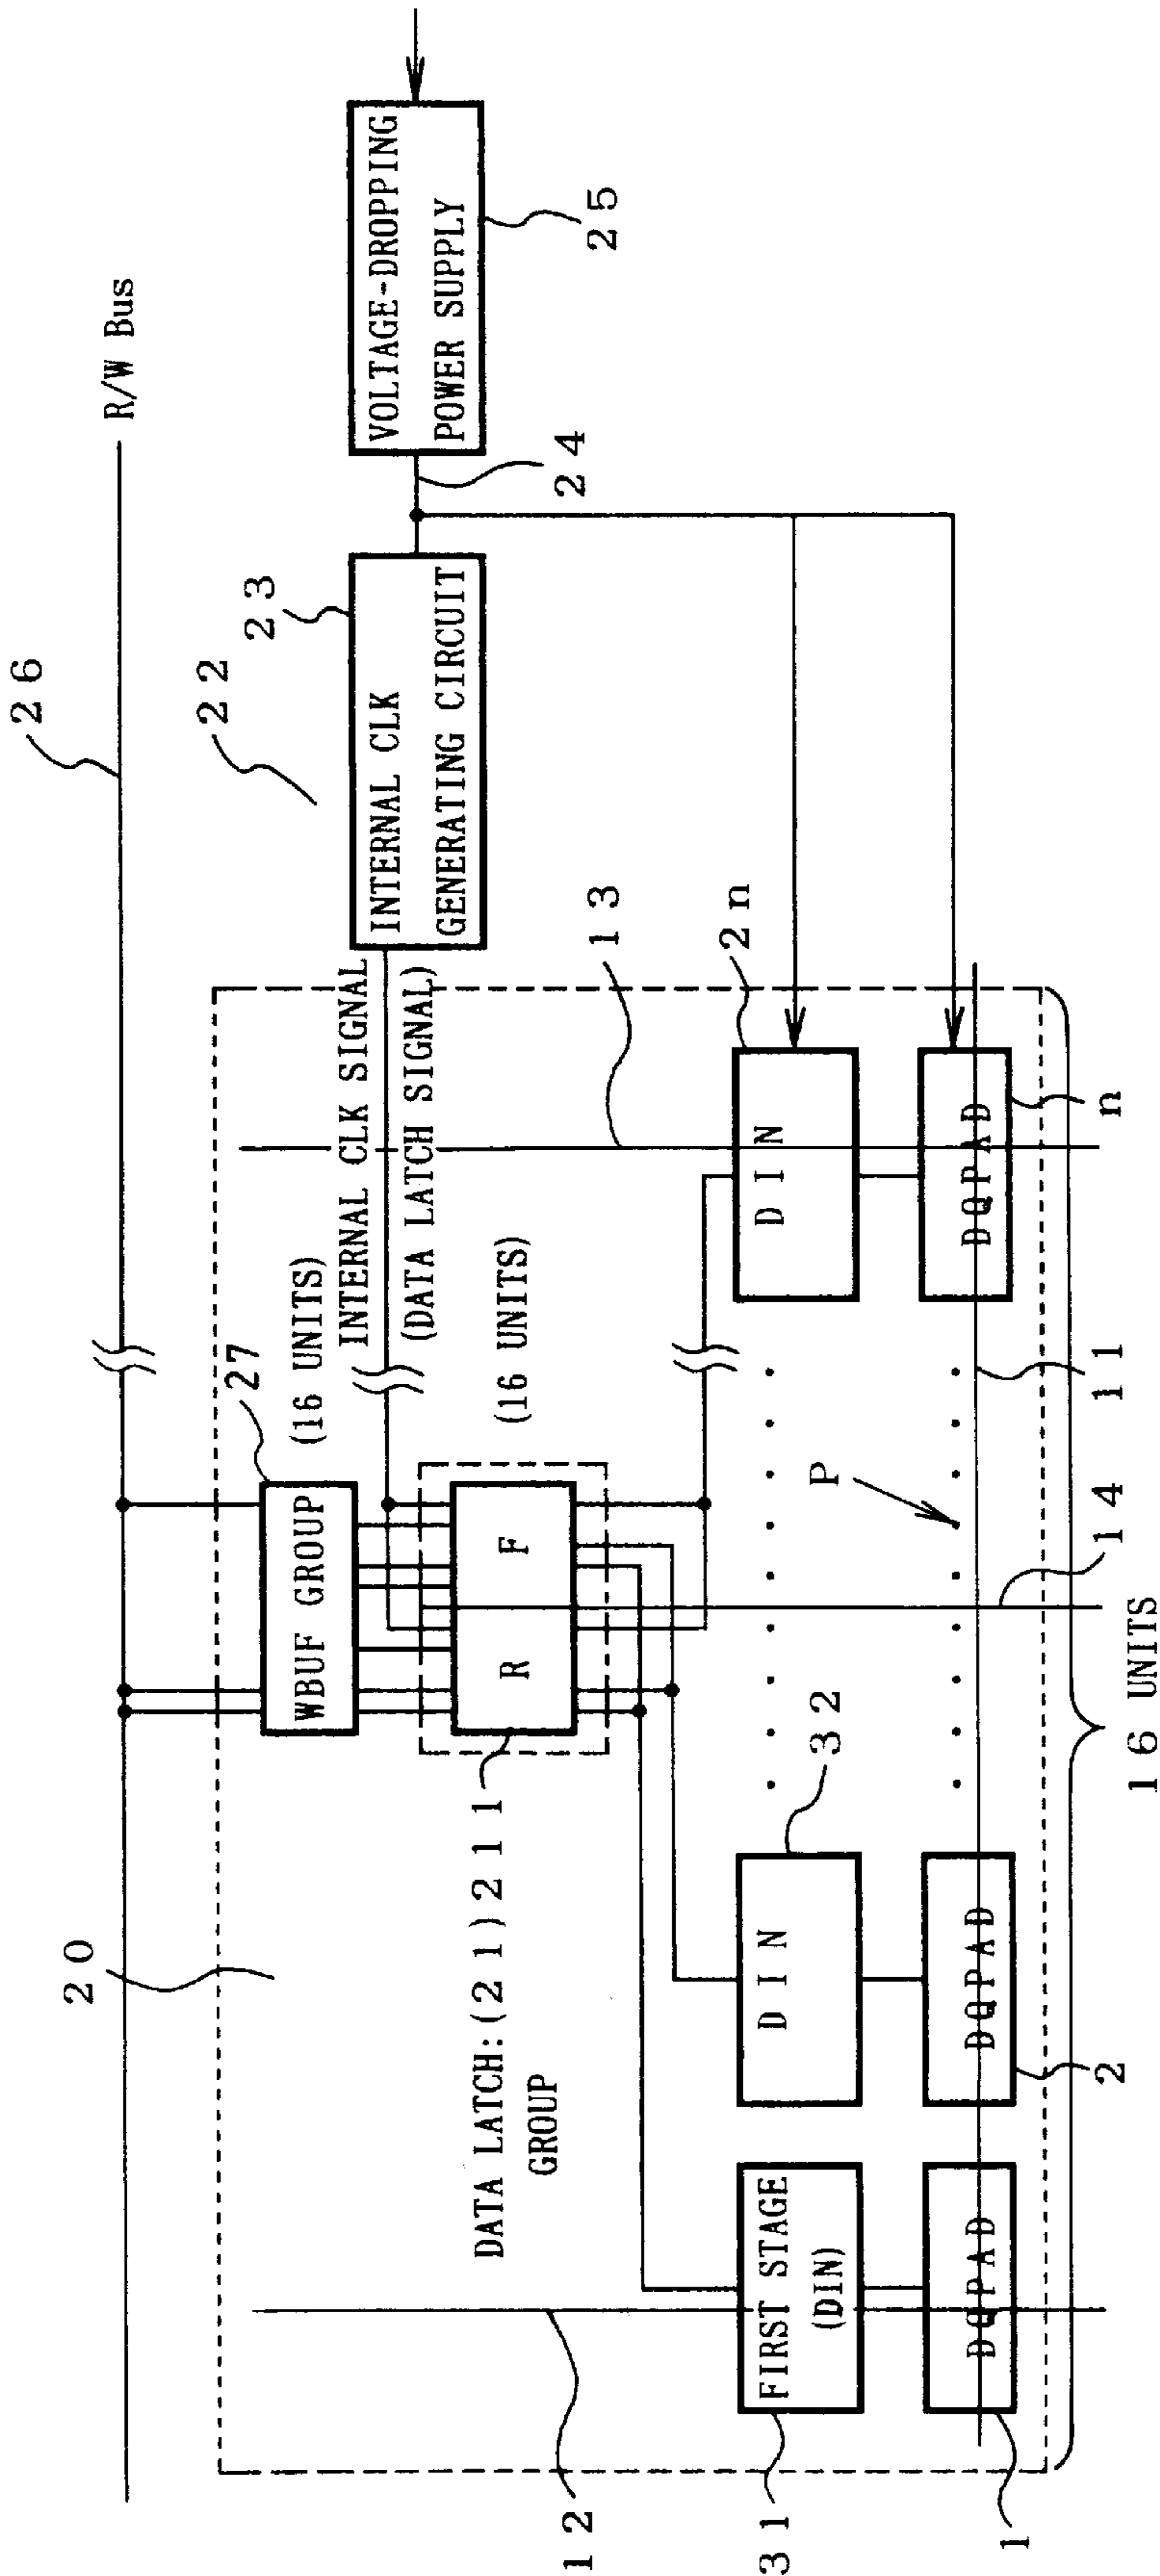 26
R/W Bus
20
22
23
24
25
VOLTAGE-DROPPING
POWER SUPPLY
INTERNAL CLK
GENERATING CIRCUIT
27
WBUF GROUP
(16 UNITS)
INTERNAL CLK SIGNAL
(DATA LATCH SIGNAL)
(16 UNITS)
R F
DATA LATCH:(21)211
GROUP
12
13
31
FIRST STAGE
(DIN)
32
DIN
2n
DIN
P
1
DQPAD
2
DQPAD
n
DQPAD
14
11
16 UNITS